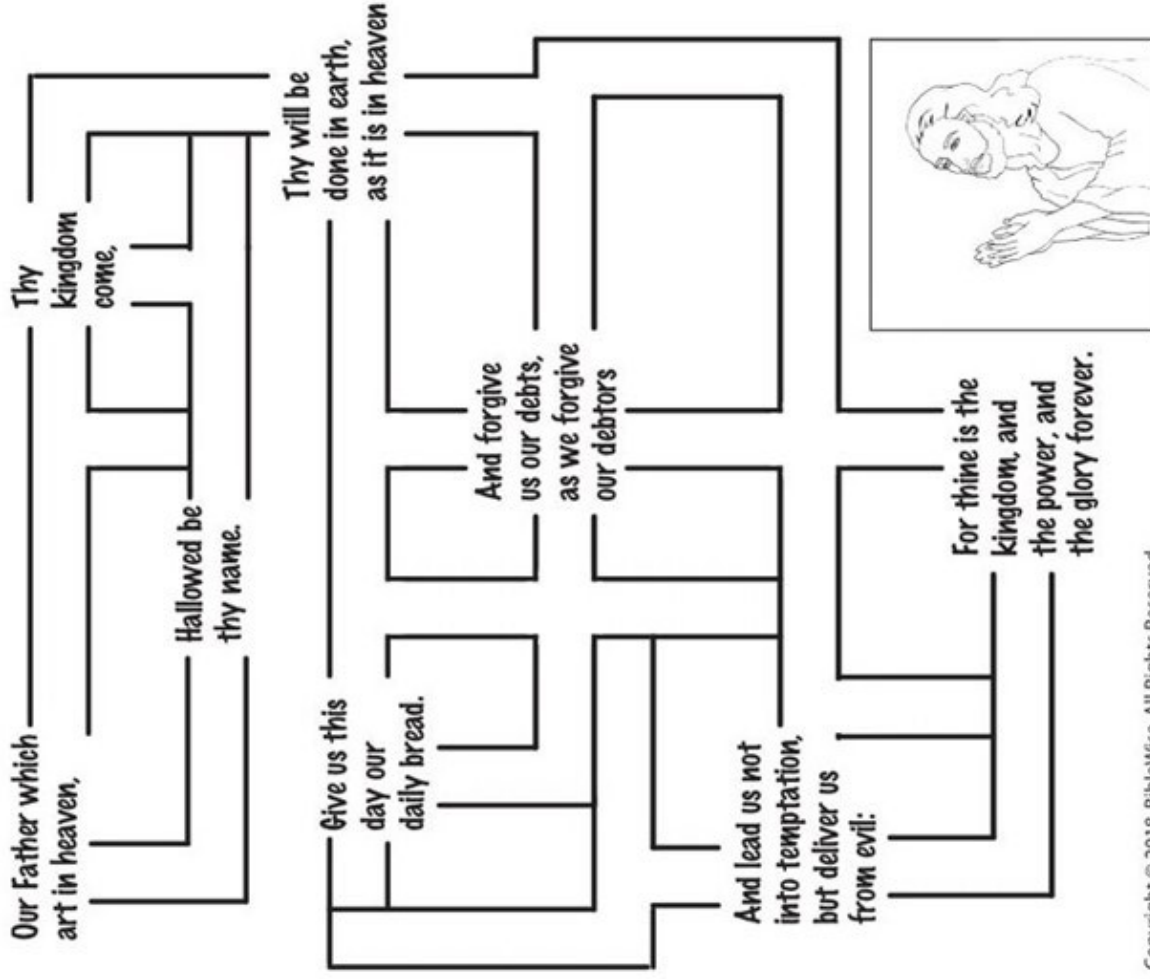 Our Father which
art in heaven,
Hallowed be
thy name.
Thy
kingdom
come,
Thy will be
done in earth,
as it is in heaven
Give us this
day our
daily bread.
And forgive
us our debts,
as we forgive
our debtors
And lead us not
into temptation,
but deliver us
from evil:
For thine is the
kingdom, and
the power, and
the glory forever.